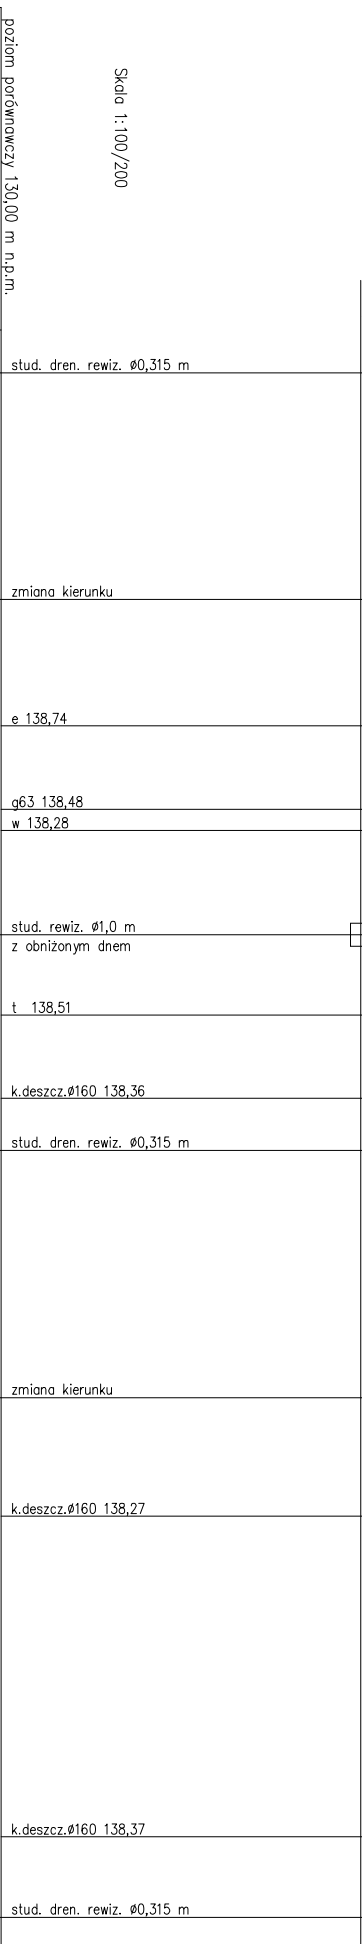 Skala 1:100/200
poziom porównawczy 130,00 m n.p.m.
stud. dren. rewiz. ø0,315 m
zmiana kierunku
e 138,74
g63 138,48
w 138,28
stud. rewiz. ø1,0 m
z obniżonym dnem
t 138,51
k.deszcz.ø160 138,36
stud. dren. rewiz. ø0,315 m
zmiana kierunku
k.deszcz.ø160 138,27
k.deszcz.ø160 138,37
stud. dren. rewiz. ø0,315 m